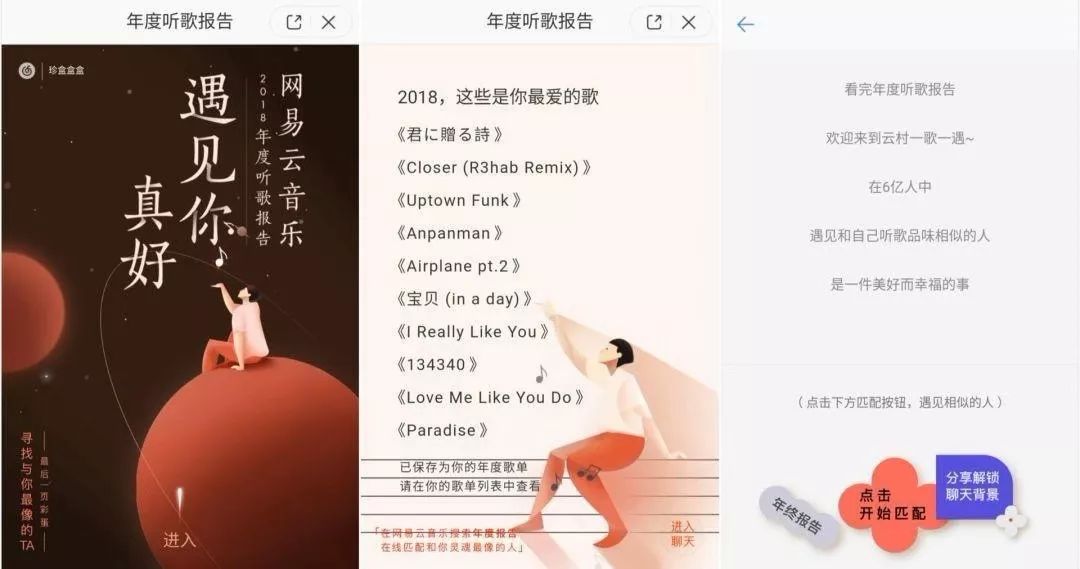 年度听歌报告
珍盒盒盒
网易云音乐
2018年度听歌报告
遇见你
真好
寻找与你最像的TA
最后一页彩蛋
进入
年度听歌报告
2018，这些是你最爱的歌
《君に贈る詩》
《Closer (R3hab Remix)》
《Uptown Funk》
《Anpanman》
《Airplane pt.2》
《宝贝 (in a day)》
《I Really Like You》
《134340》
《Love Me Like You Do》
《Paradise》
已保存为你的年度歌单
请在你的歌单列表中查看
「在网易云音乐搜索年度报告
在线匹配和你灵魂最像的人」
进入
聊天
看完年度听歌报告
欢迎来到云村一歌一遇~
在6亿人中
遇见和自己听歌品味相似的人
是一件美好而幸福的事
（点击下方匹配按钮，遇见相似的人）
年终报告
点击
开始匹配
分享解锁
聊天背景